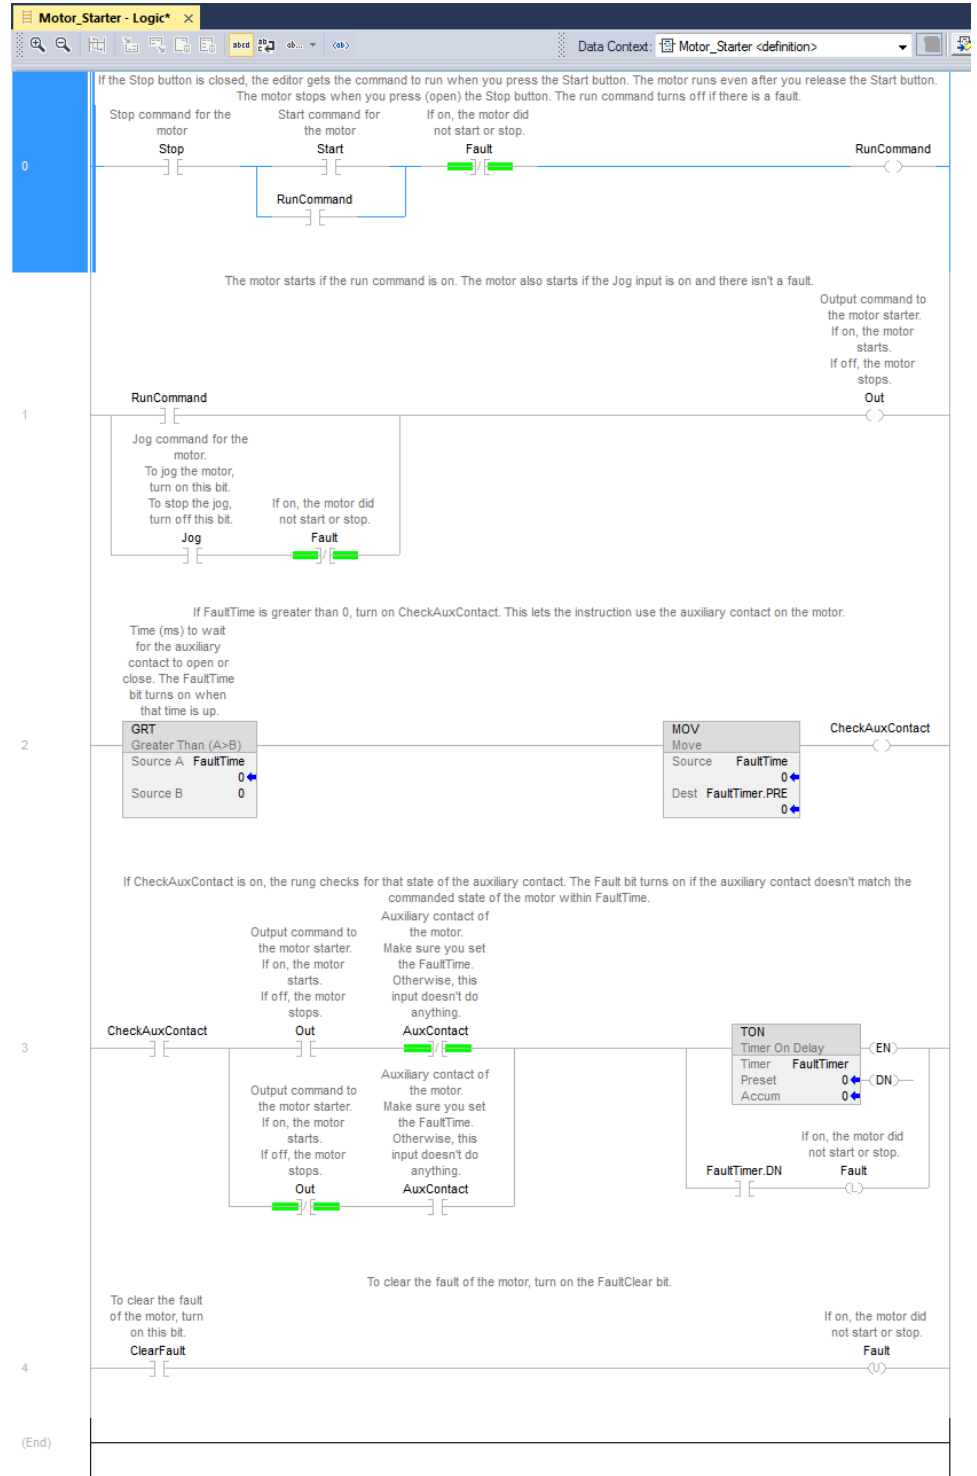 Motor_Starter - Logic* ×
abcd
ab
ab...
<ab>
Data Context: Motor_Starter <definition>
If the Stop button is closed, the editor gets the command to run when you press the Start button. The motor runs even after you release the Start button.
The motor stops when you press (open) the Stop button. The run command turns off if there is a fault.
Stop command for the
motor
Stop
Start command for
the motor
Start
If on, the motor did
not start or stop.
Fault
RunCommand
0
RunCommand
The motor starts if the run command is on. The motor also starts if the Jog input is on and there isn't a fault.
Output command to
the motor starter.
If on, the motor
starts.
If off, the motor
stops.
Out
RunCommand
1
Jog command for the
motor.
To jog the motor,
turn on this bit.
To stop the jog,
turn off this bit.
Jog
If on, the motor did
not start or stop.
Fault
If FaultTime is greater than 0, turn on CheckAuxContact. This lets the instruction use the auxiliary contact on the motor.
Time (ms) to wait
for the auxiliary
contact to open or
close. The FaultTime
bit turns on when
that time is up.
2
GRT
Greater Than (A>B)
Source A FaultTime
0
Source B 0
MOV
Move
Source FaultTime
0
Dest FaultTimer.PRE
0
CheckAuxContact
If CheckAuxContact is on, the rung checks for that state of the auxiliary contact. The Fault bit turns on if the auxiliary contact doesn't match the
commanded state of the motor within FaultTime.
3
CheckAuxContact
Output command to
the motor starter.
If on, the motor
starts.
If off, the motor
stops.
Out
Auxiliary contact of
the motor.
Make sure you set
the FaultTime.
Otherwise, this
input doesn't do
anything.
AuxContact
TON
Timer On Delay
Timer FaultTimer
Preset 0
Accum 0
EN
DN
Output command to
the motor starter.
If on, the motor
starts.
If off, the motor
stops.
Out
Auxiliary contact of
the motor.
Make sure you set
the FaultTime.
Otherwise, this
input doesn't do
anything.
AuxContact
FaultTimer.DN
If on, the motor did
not start or stop.
Fault
L
To clear the fault of the motor, turn on the FaultClear bit.
To clear the fault
of the motor, turn
on this bit.
ClearFault
4
If on, the motor did
not start or stop.
Fault
U
(End)